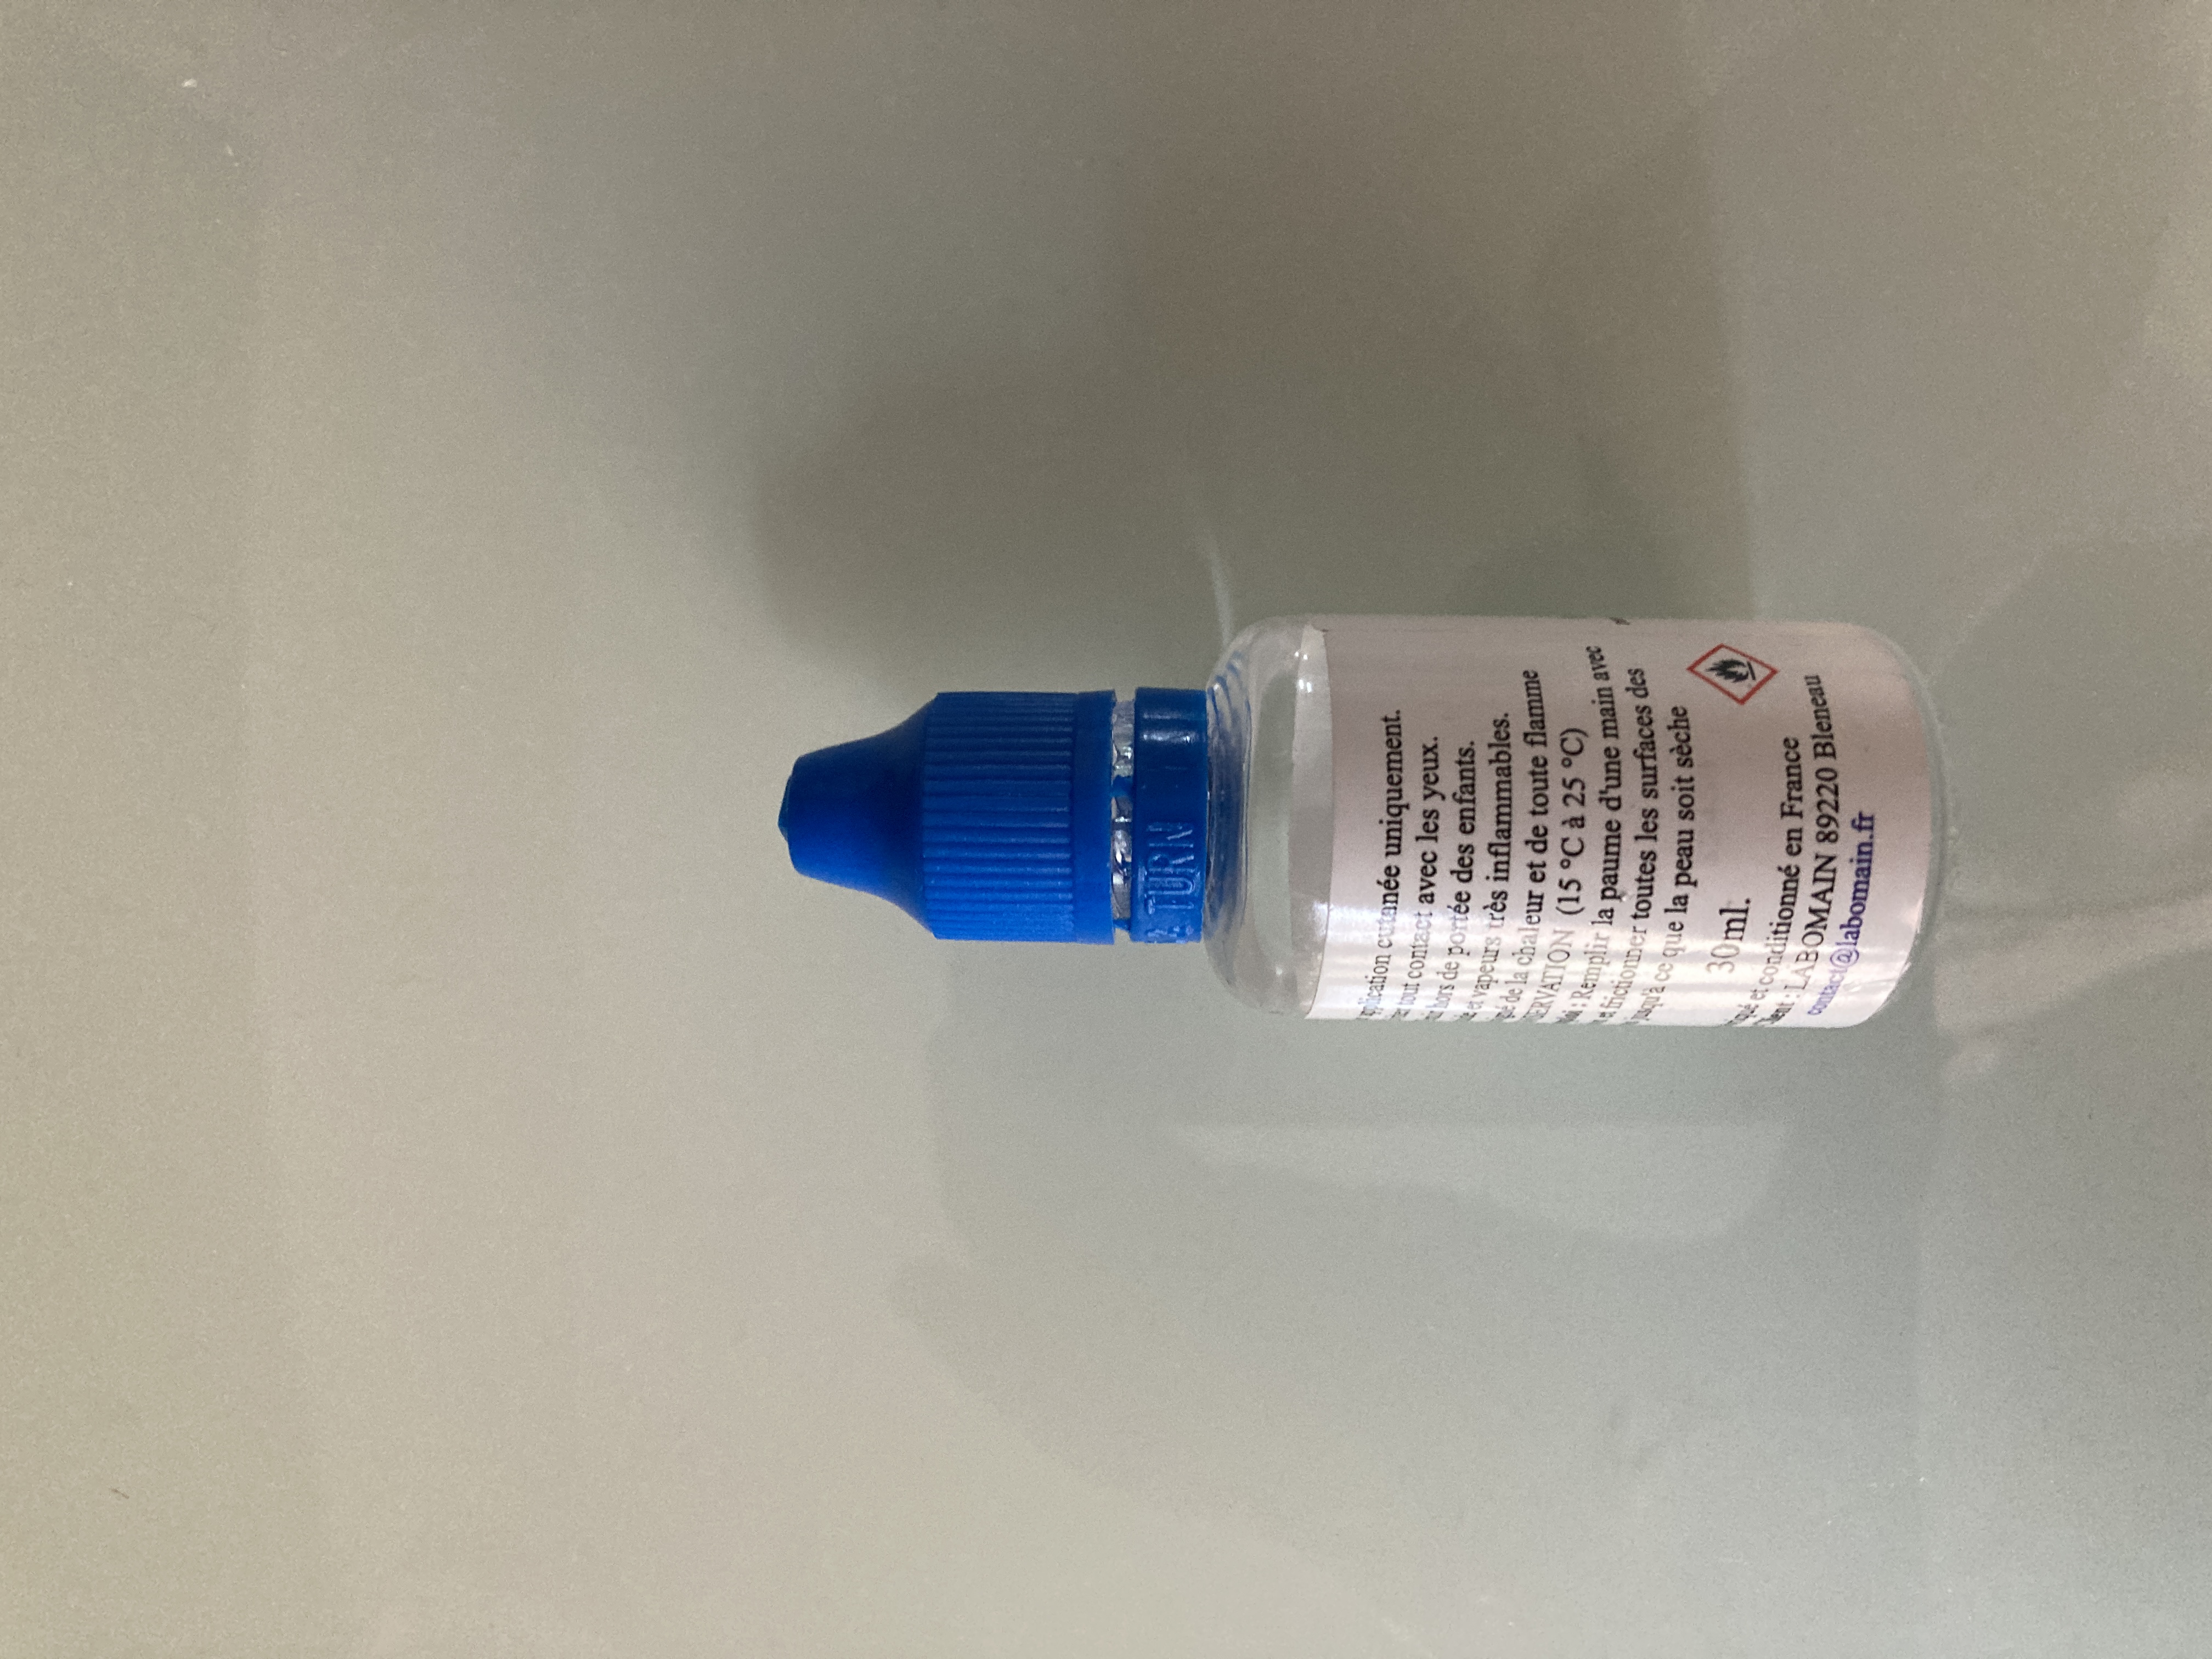 & TURN
application cutanée uniquement.
tout contact avec les yeux.
hors de portée des enfants.
et vapeurs très inflammables.
de la chaleur et de toute flamme
(15 °C à 25 °C)
: Remplir la paume d'une main avec
et frictionner toutes les surfaces des
jusqu'à ce que la peau soit sèche
30ml.
et conditionné en France
: LABOMAIN 89220 Bleneau
contact@labomain.fr